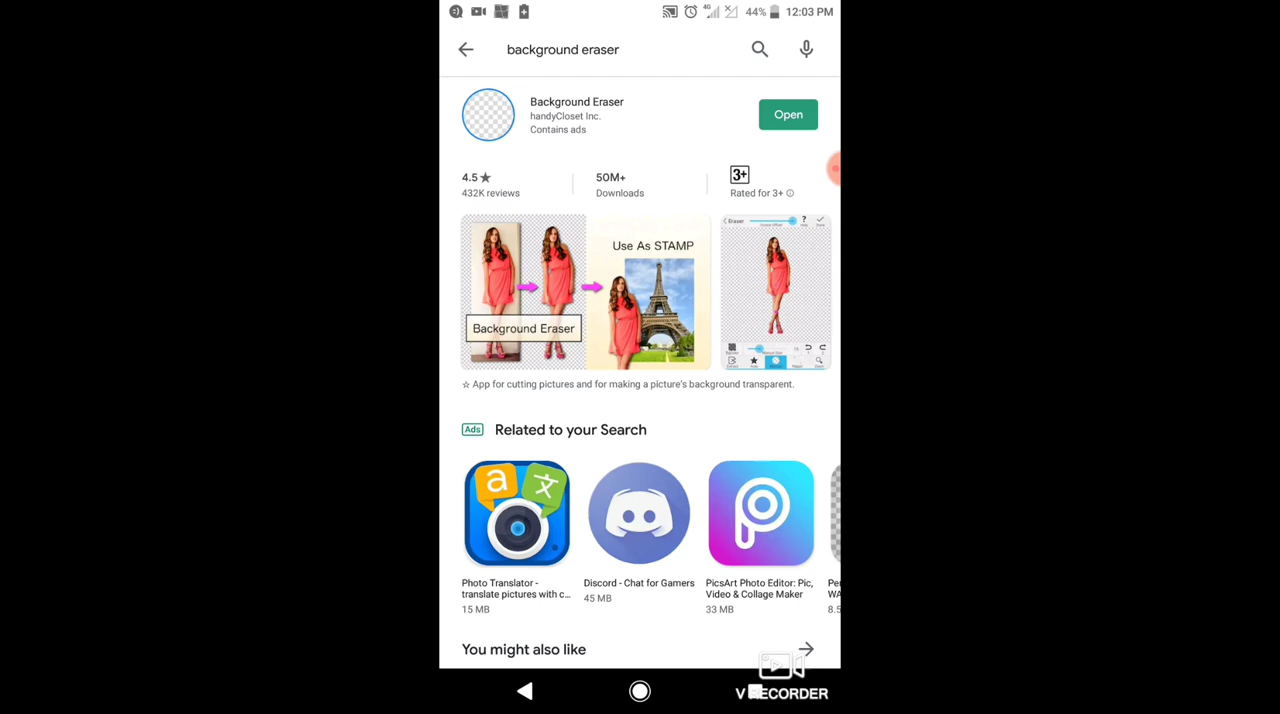 4G 44% 12:03 PM
background eraser
Background Eraser
handyCloset Inc.
Contains ads
Open
4.5★
432K reviews
50M+
Downloads
3+
Rated for 3+
Use As STAMP
Background Eraser
Eraser
☆ App for cutting pictures and for making a picture's background transparent.
Ads Related to your Search
a 文
Photo Translator -
translate pictures with c...
15 MB
Discord - Chat for Gamers
45 MB
PicsArt Photo Editor: Pic,
Video & Collage Maker
33 MB
You might also like
V RECORDER